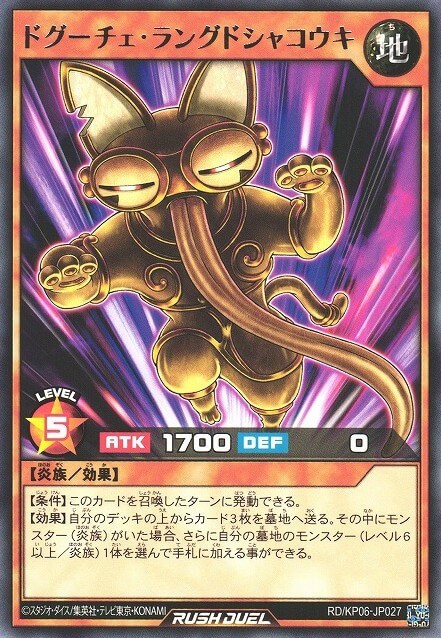 ドグーチェ・ラングドシャコウキ
ち
地
LEVEL
5
ATK 1700 DEF 0
【炎族/効果】
【条件】このカードを召喚したターンに発動できる。
【効果】自分のデッキの上からカード3枚を墓地へ送る。その中にモン
スター(炎族)がいた場合、さらに自分の墓地のモンスター(レベル6
以上/炎族)1体を選んで手札に加える事ができる。
©スタジオ・ダイス/集英社・テレビ東京・KONAMI RUSH DUEL RD/KP06-JP027